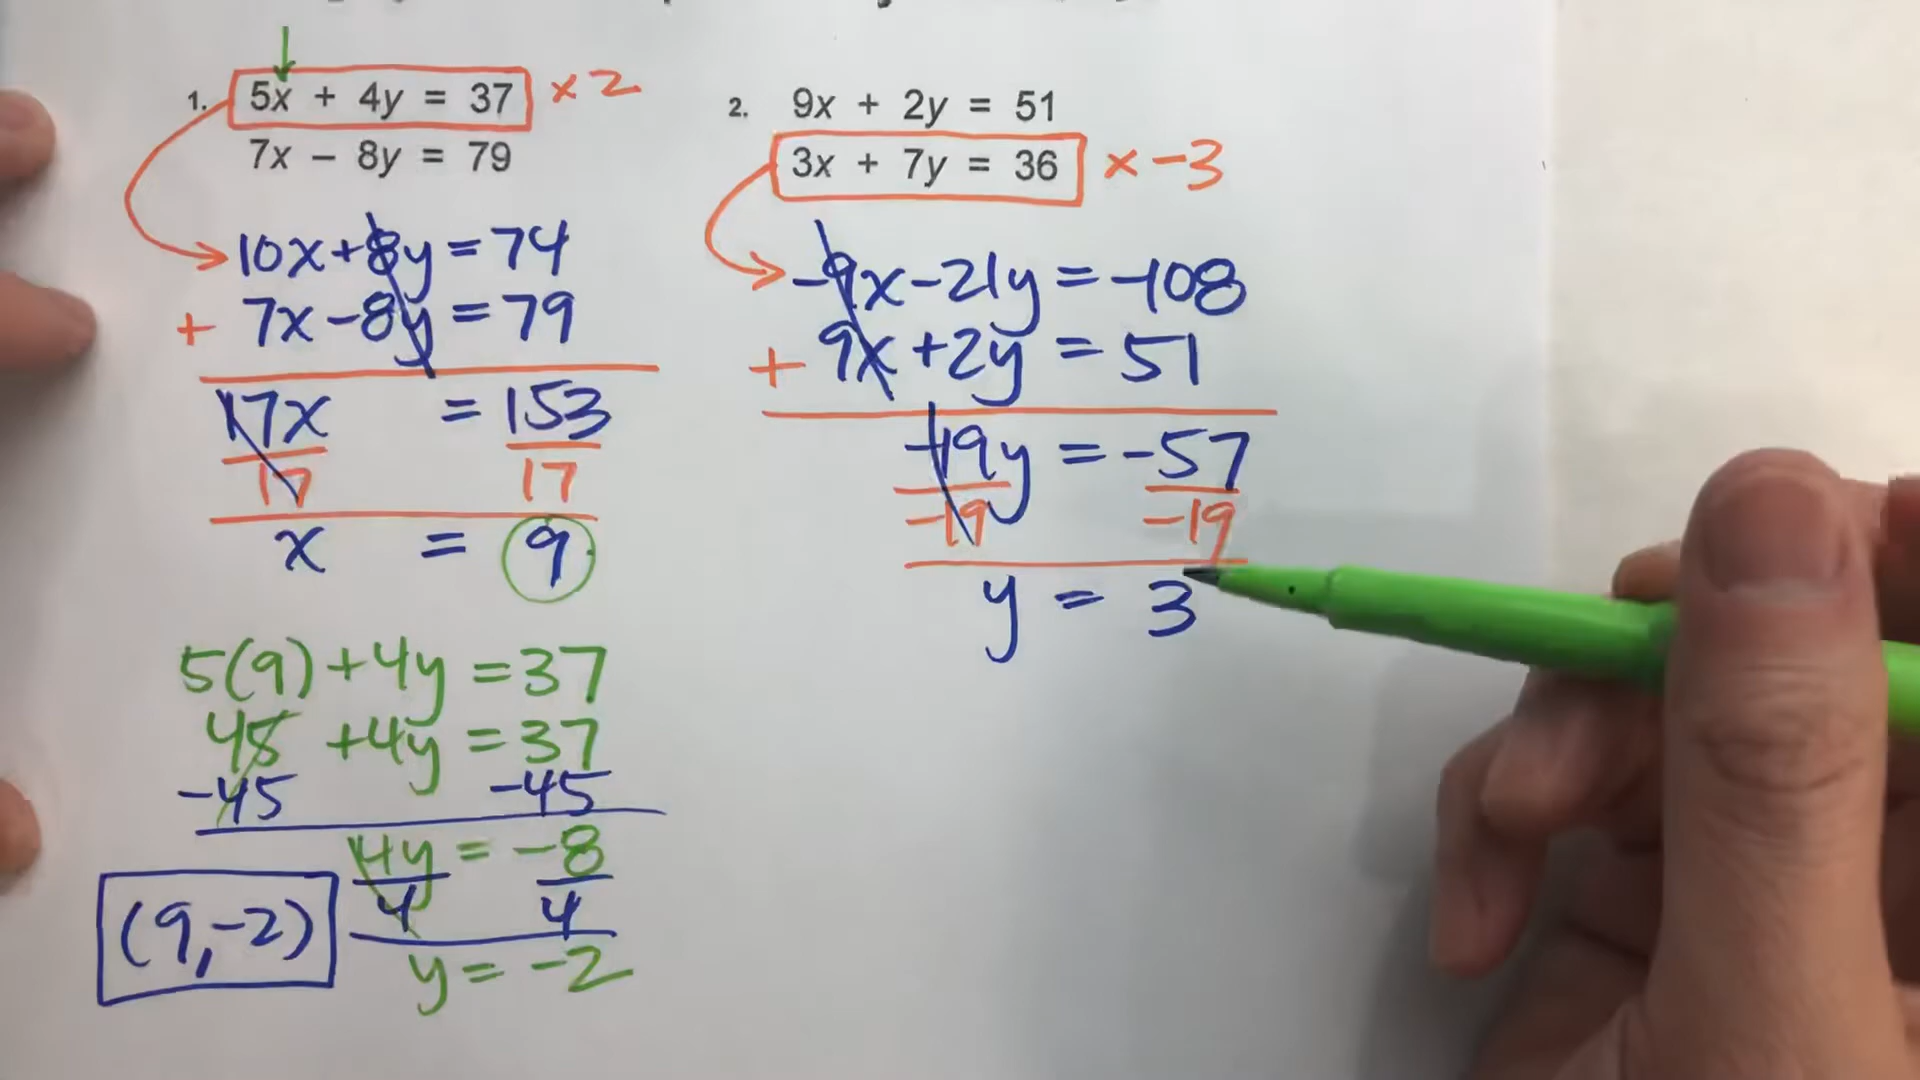 1. 5x + 4y = 37 x 2
7x – 8y = 79
10x+8y=74
+ 7x-8y=79
17x = 153
17 17
x = 9
5(9)+4y=37
45 +4y=37
-45 -45
4y = -8
4 4
y = -2
(9,-2)
2. 9x + 2y = 51
3x + 7y = 36 x -3
-9x-21y=-108
+ 9x+2y = 51
-19y = -57
-19 -19
y = 3